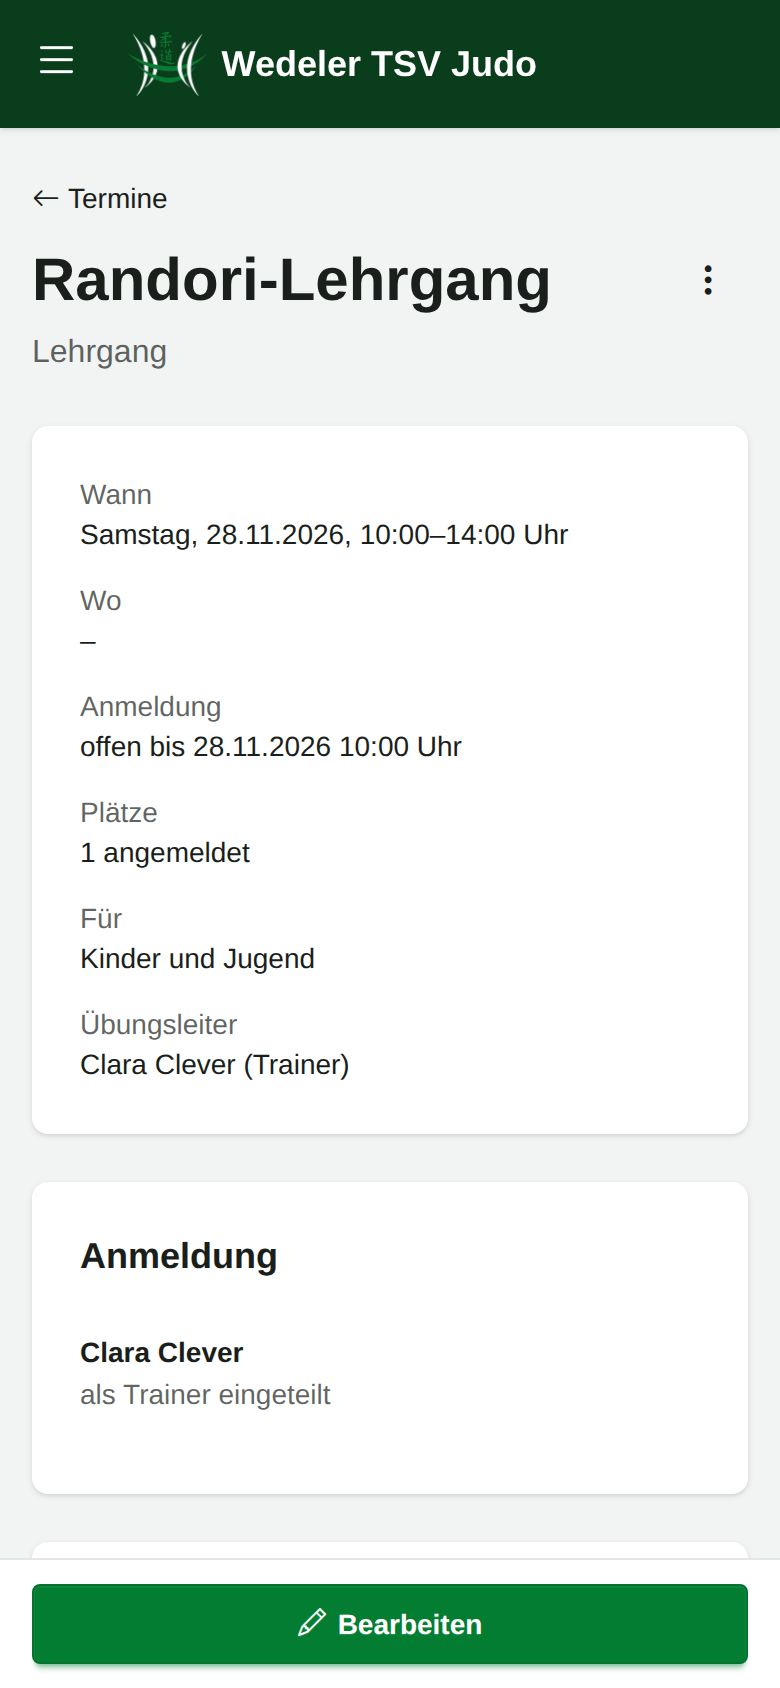 柔道
Wedeler TSV Judo
← Termine
Randori-Lehrgang
Lehrgang
Wann
Samstag, 28.11.2026, 10:00–14:00 Uhr
Wo
–
Anmeldung
offen bis 28.11.2026 10:00 Uhr
Plätze
1 angemeldet
Für
Kinder und Jugend
Übungsleiter
Clara Clever (Trainer)
Anmeldung
Clara Clever
als Trainer eingeteilt
Bearbeiten